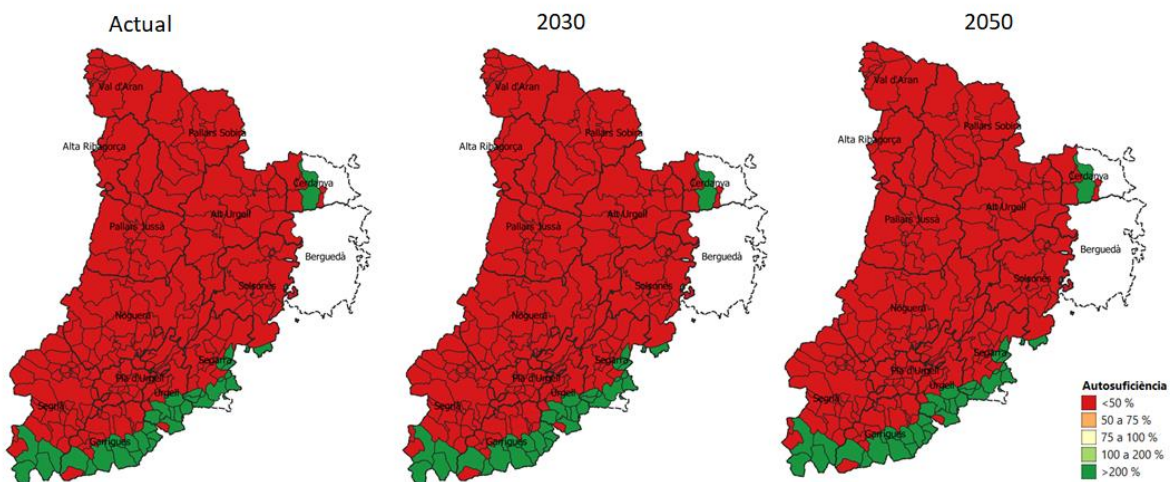 Actual
2030
2050
Val d'Aran
Pallars Sobirà
Alta Ribagorça
Cerdanya
Alt Urgell
Pallars Jussà
Berguedà
Solsonès
Noguera
Segarra
Pla d'Urgell
Urgell
Segrià
Garrigues
Val d'Aran
Pallars Sobirà
Alta Ribagorça
Cerdanya
Alt Urgell
Pallars Jussà
Berguedà
Solsonès
Noguera
Segarra
Pla d'Urgell
Urgell
Segrià
Garrigues
Val d'Aran
Pallars Sobirà
Alta Ribagorça
Cerdanya
Alt Urgell
Pallars Jussà
Berguedà
Solsonès
Noguera
Segarra
Pla d'Urgell
Urgell
Segrià
Garrigues
Autosuficiència
<50 %
50 a 75 %
75 a 100 %
100 a 200 %
>200 %